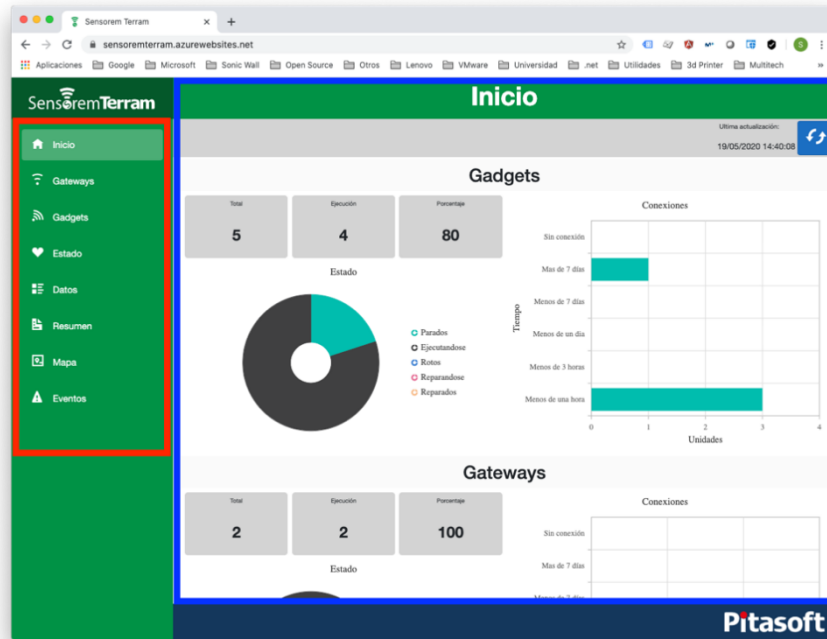 Sensorem Terram
sensoremterram.azurewebsites.net
Aplicaciones Google Microsoft Sonic Wall Open Source Otros Lenovo VMware Universidad .net Utilidades 3d Printer Multitech »
SensoremTerram
Inicio
Gateways
Gadgets
Estado
Datos
Resumen
Mapa
Eventos
Inicio
Ultima actualización:
19/05/2020 14:40:08
Gadgets
Total
5
Ejecución
4
Porcentaje
80
Estado
Parados
Ejecutandose
Rotos
Reparandose
Reparados
Conexiones
Tiempo
Sin conexión
Mas de 7 días
Menos de 7 días
Menos de un día
Menos de 3 horas
Menos de una hora
0 1 2 3 4
Unidades
Gateways
Total
2
Ejecución
2
Porcentaje
100
Estado
Conexiones
Sin conexión
Mas de 7 días
Menos de 7 días
Pitasoft